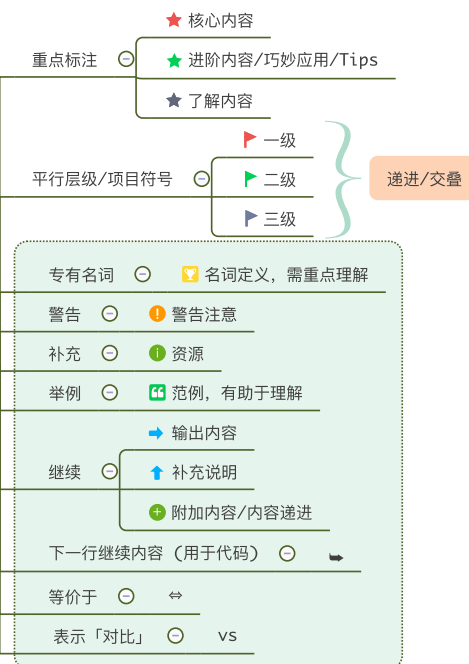 核心内容
重点标注
进阶内容/巧妙应用/Tips
了解内容
一级
平行层级/项目符号
二级
递进/交叠
三级
专有名词
名词定义，需重点理解
警告
警告注意
补充
资源
举例
范例，有助于理解
输出内容
继续
补充说明
附加内容/内容递进
下一行继续内容（用于代码）
等价于 ⇔
表示「对比」 vs